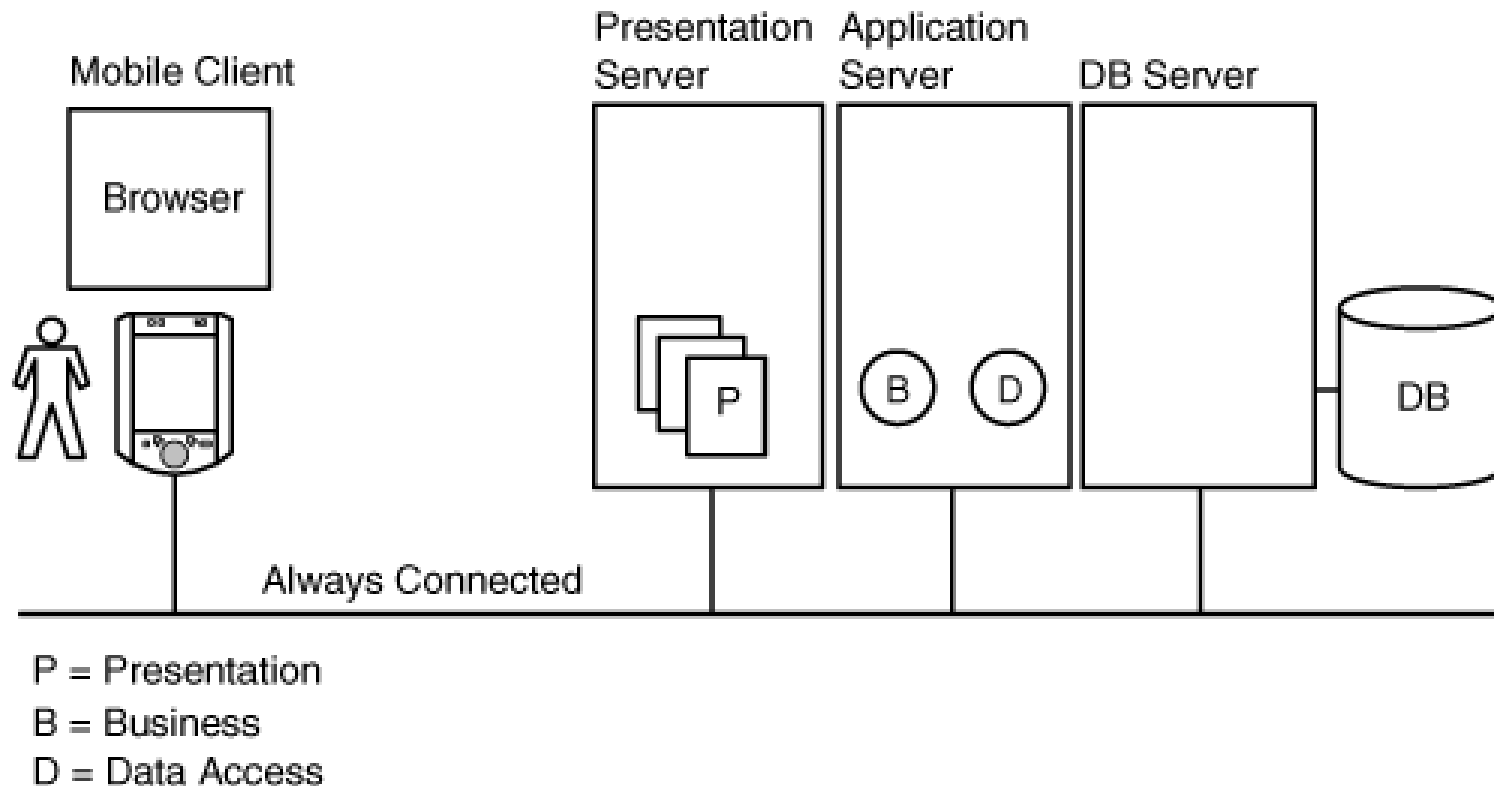 Mobile Client
Presentation
Server
Application
Server
DB Server
Browser
P
B
D
DB
Always Connected
P = Presentation
B = Business
D = Data Access